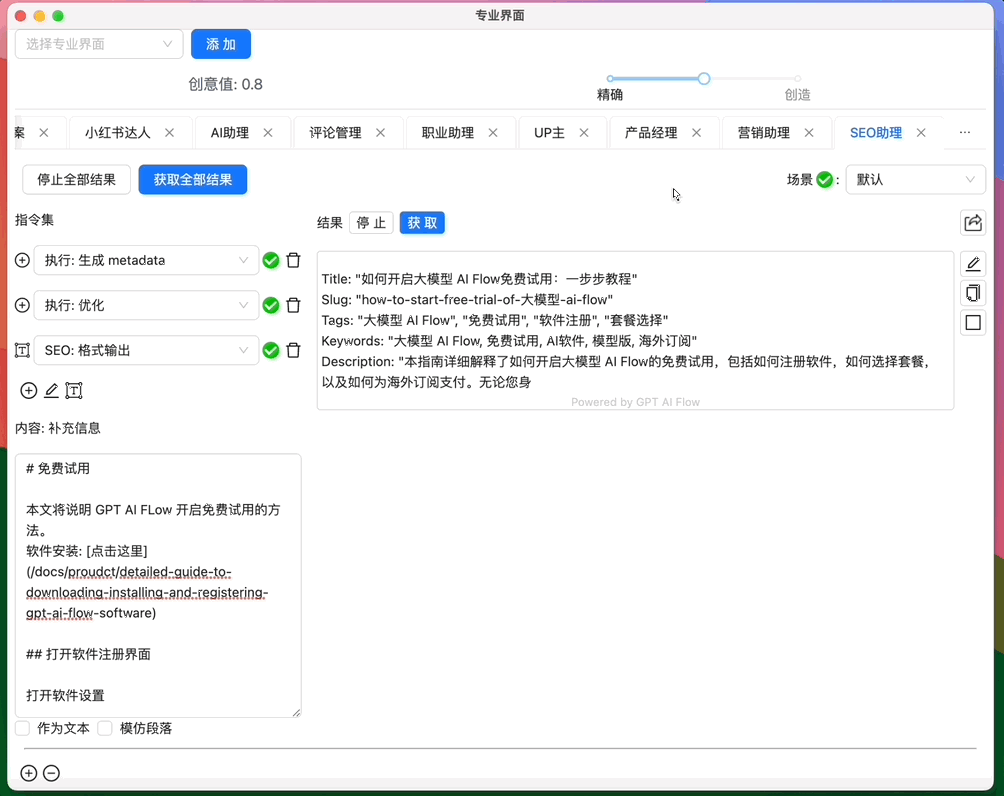 专业界面
选择专业界面
添 加
创意值: 0.8
精确
创造
案
小红书达人
AI助理
评论管理
职业助理
UP主
产品经理
营销助理
SEO助理
停止全部结果
获取全部结果
场景 :
默认
指令集
结果
停 止
获 取
执行: 生成 metadata
执行: 优化
SEO: 格式输出
Title: "如何开启大模型 AI Flow免费试用：一步步教程"
Slug: "how-to-start-free-trial-of-大模型-ai-flow"
Tags: "大模型 AI Flow", "免费试用", "软件注册", "套餐选择"
Keywords: "大模型 AI Flow, 免费试用, AI软件, 模型版, 海外订阅"
Description: "本指南详细解释了如何开启大模型 AI Flow的免费试用，包括如何注册软件，如何选择套餐，
以及如何为海外订阅支付。无论您身
Powered by GPT AI Flow
内容: 补充信息
# 免费试用
本文将说明 GPT AI FLow 开启免费试用的方
法。
软件安装: [点击这里]
(/docs/proudct/detailed-guide-to-
downloading-installing-and-registering-
gpt-ai-flow-software)
## 打开软件注册界面
打开软件设置
作为文本
模仿段落